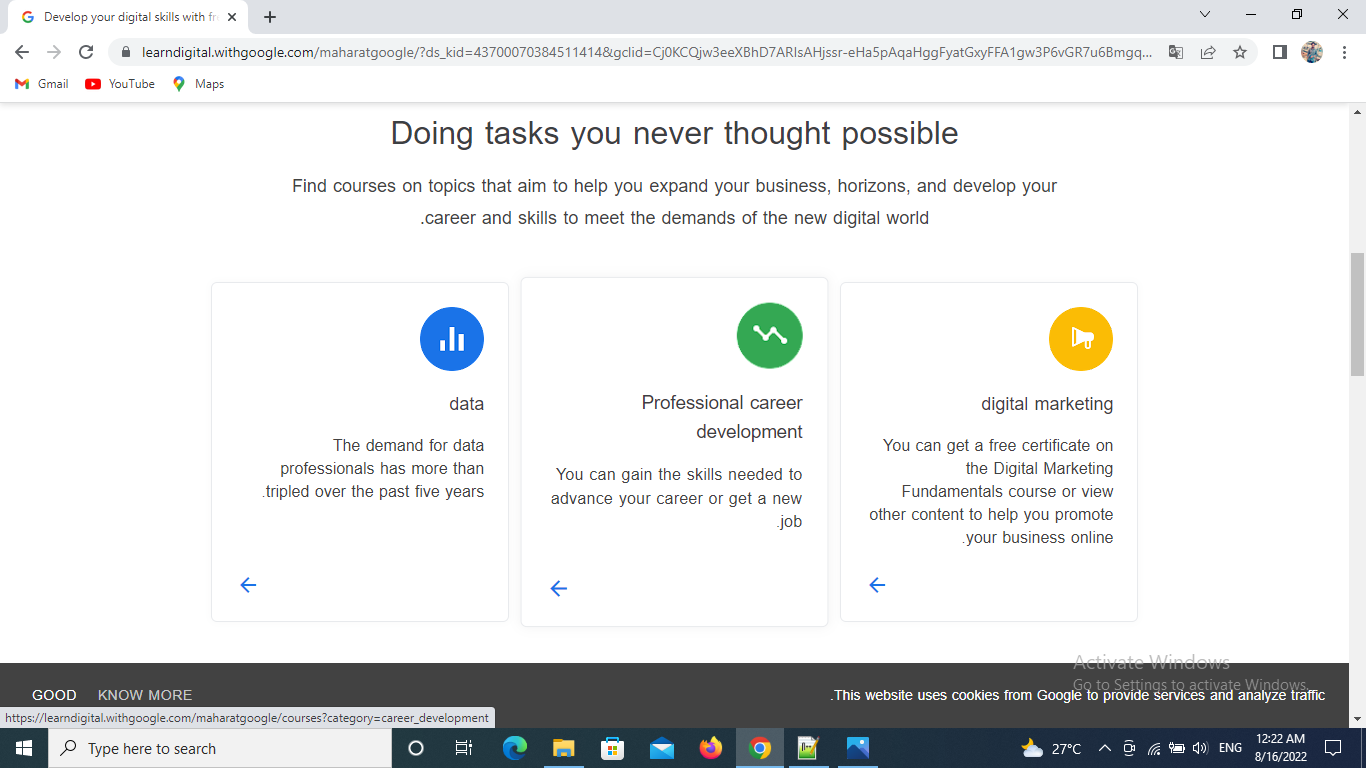 Develop your digital skills with fr
learndigital.withgoogle.com/maharatgoogle/?ds_kid=43700070384511414&gclid=Cj0KCQjw3eeXBhD7ARIsAHjssr-eHa5pAqaHggFyatGxyFFA1gw3P6vGR7u6Bmgq...
Gmail YouTube Maps
Doing tasks you never thought possible
Find courses on topics that aim to help you expand your business, horizons, and develop your
.career and skills to meet the demands of the new digital world
data
The demand for data
professionals has more than
.tripled over the past five years
Professional career
development
You can gain the skills needed to
advance your career or get a new
.job
digital marketing
You can get a free certificate on
the Digital Marketing
Fundamentals course or view
other content to help you promote
.your business online
Activate Windows
Go to Settings to activate Windows.
GOOD KNOW MORE
.This website uses cookies from Google to provide services and analyze traffic
https://learndigital.withgoogle.com/maharatgoogle/courses?category=career_development
Type here to search
27°C
ENG
12:22 AM
8/16/2022